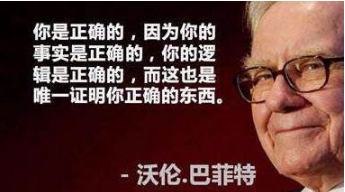 你是正确的，因为你的
事实是正确的，你的逻
辑是正确的，而这也是
唯一证明你正确的东西。
- 沃伦.巴菲特